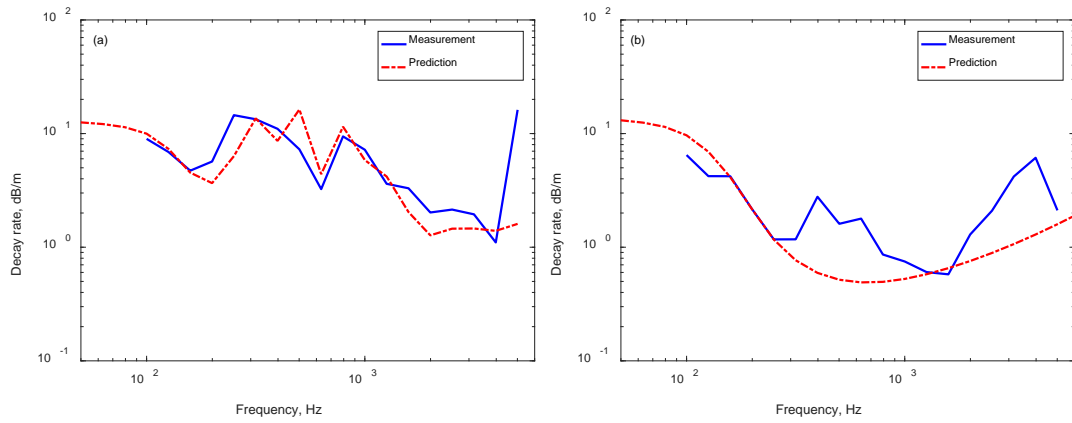 (a)
Measurement
Prediction
10 2
10 1
10 0
10 -1
Decay rate, dB/m
10 2
10 3
Frequency, Hz
(b)
Measurement
Prediction
10 2
10 1
10 0
10 -1
Decay rate, dB/m
10 2
10 3
Frequency, Hz